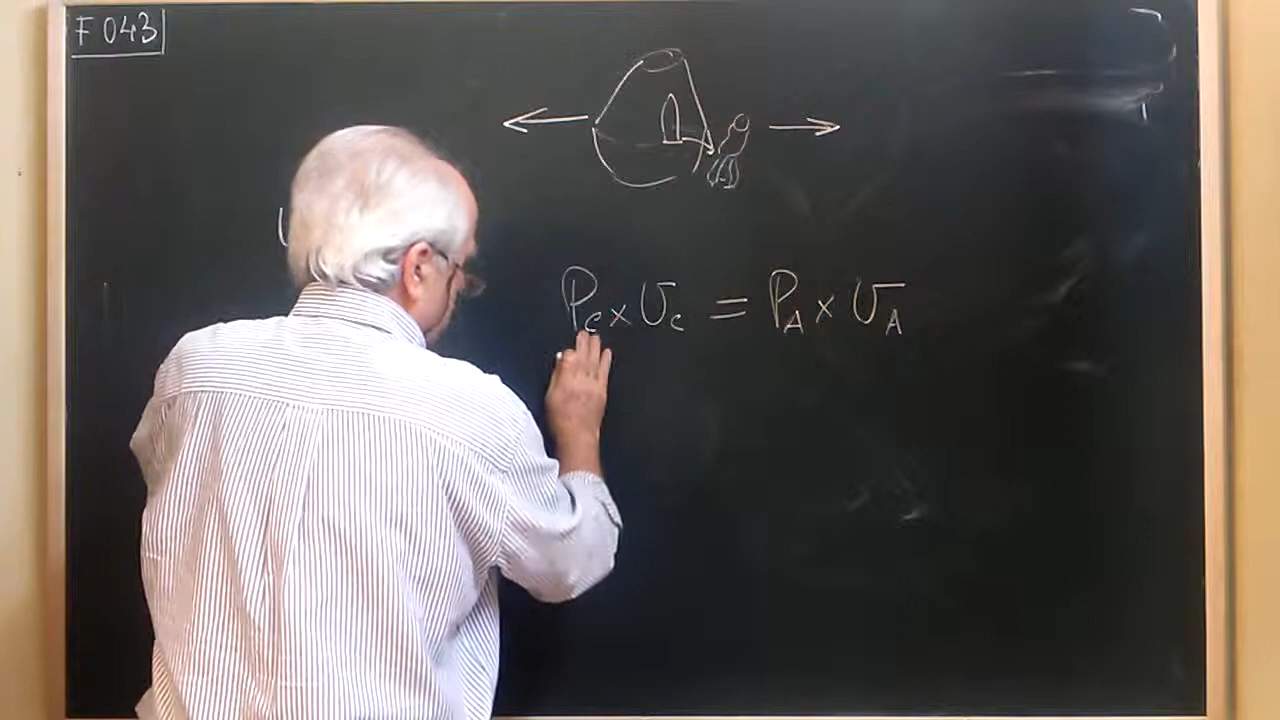 F 043
P_c × v_c = P_A × v_A